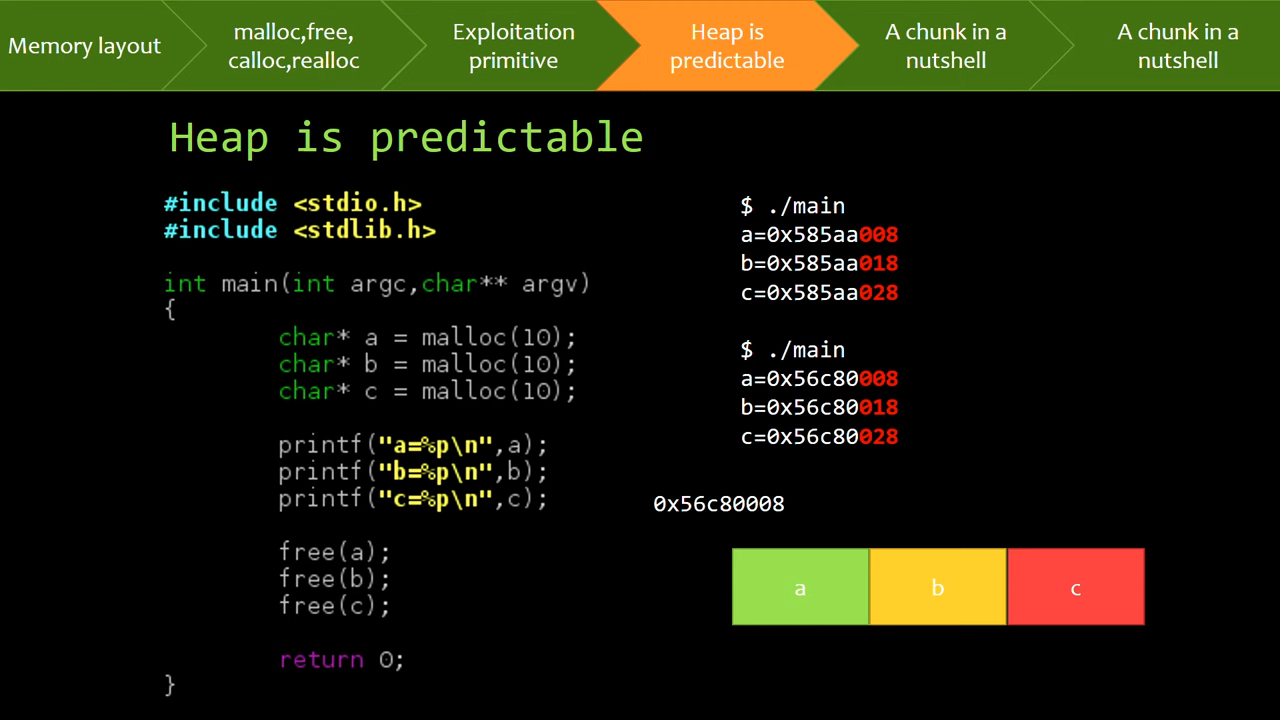 Memory layout
malloc,free,
calloc,realloc
Exploitation
primitive
Heap is
predictable
A chunk in a
nutshell
A chunk in a
nutshell
Heap is predictable
#include <stdio.h>
#include <stdlib.h>
int main(int argc,char** argv)
{
char* a = malloc(10);
char* b = malloc(10);
char* c = malloc(10);
printf("a=%p\n",a);
printf("b=%p\n",b);
printf("c=%p\n",c);
free(a);
free(b);
free(c);
return 0;
}
$ ./main
a=0x585aa008
b=0x585aa018
c=0x585aa028
$ ./main
a=0x56c80008
b=0x56c80018
c=0x56c80028
0x56c80008
a
b
c